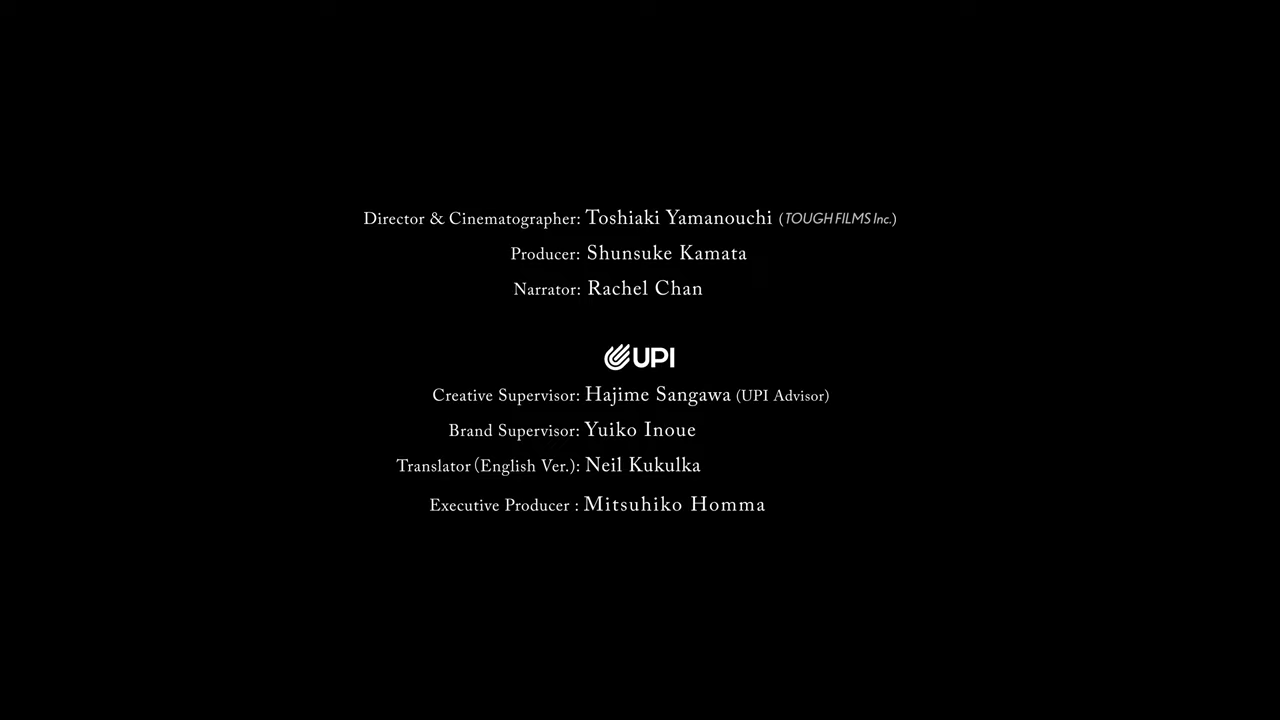 Director & Cinematographer: Toshiaki Yamanouchi (TOUGH FILMS Inc.)
Producer: Shunsuke Kamata
Narrator: Rachel Chan
UPI
Creative Supervisor: Hajime Sangawa (UPI Advisor)
Brand Supervisor: Yuiko Inoue
Translator (English Ver.): Neil Kukulka
Executive Producer : Mitsuhiko Homma